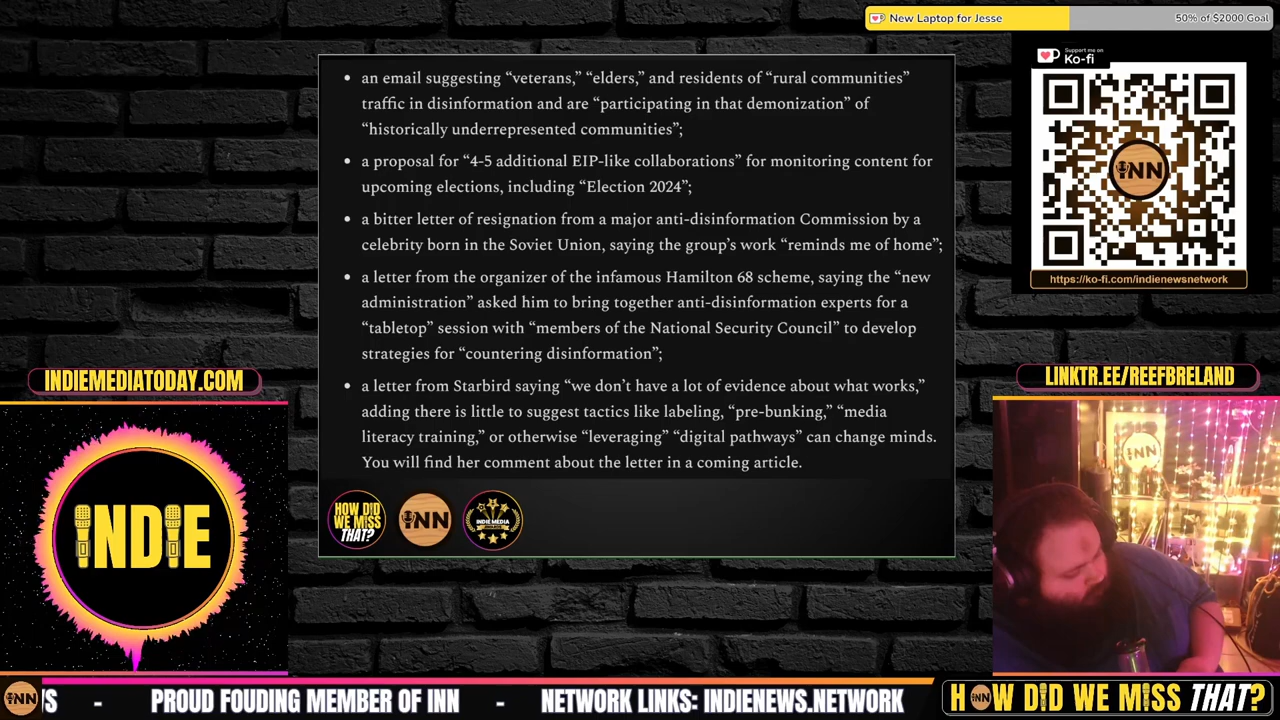 New Laptop for Jesse
50% of $2000 Goal
Support me on
Ko-fi
iNN
https://ko-fi.com/indienewsnetwork
an email suggesting “veterans,” “elders,” and residents of “rural communities”
traffic in disinformation and are “participating in that demonization” of
“historically underrepresented communities”;
a proposal for “4-5 additional EIP-like collaborations” for monitoring content for
upcoming elections, including “Election 2024”;
a bitter letter of resignation from a major anti-disinformation Commission by a
celebrity born in the Soviet Union, saying the group’s work “reminds me of home”;
a letter from the organizer of the infamous Hamilton 68 scheme, saying the “new
administration” asked him to bring together anti-disinformation experts for a
“tabletop” session with “members of the National Security Council” to develop
strategies for “countering disinformation”;
a letter from Starbird saying “we don’t have a lot of evidence about what works,”
adding there is little to suggest tactics like labeling, “pre-bunking,” “media
literacy training,” or otherwise “leveraging” “digital pathways” can change minds.
You will find her comment about the letter in a coming article.
HOW DID
WE MISS
THAT?
iNN
INDIE MEDIA
INDIEMEDIATODAY.COM
INDIE
LINKTR.EE/REEFBRELAND
iNN
iNN
'S - PROUD FOUDING MEMBER OF INN - NETWORK LINKS: INDIENEWS.NETWORK
HOW DID WE MISS THAT?